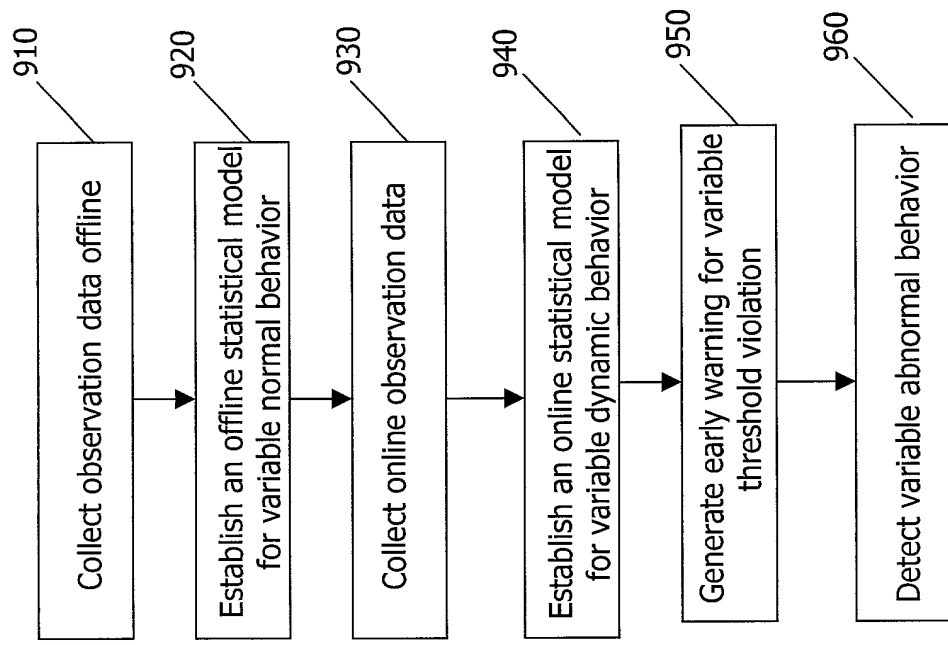 910
Collect observation data offline
920
Establish an offline statistical model
for variable normal behavior
930
Collect online observation data
940
Establish an online statistical model
for variable dynamic behavior
950
Generate early warning for variable
threshold violation
960
Detect variable abnormal behavior